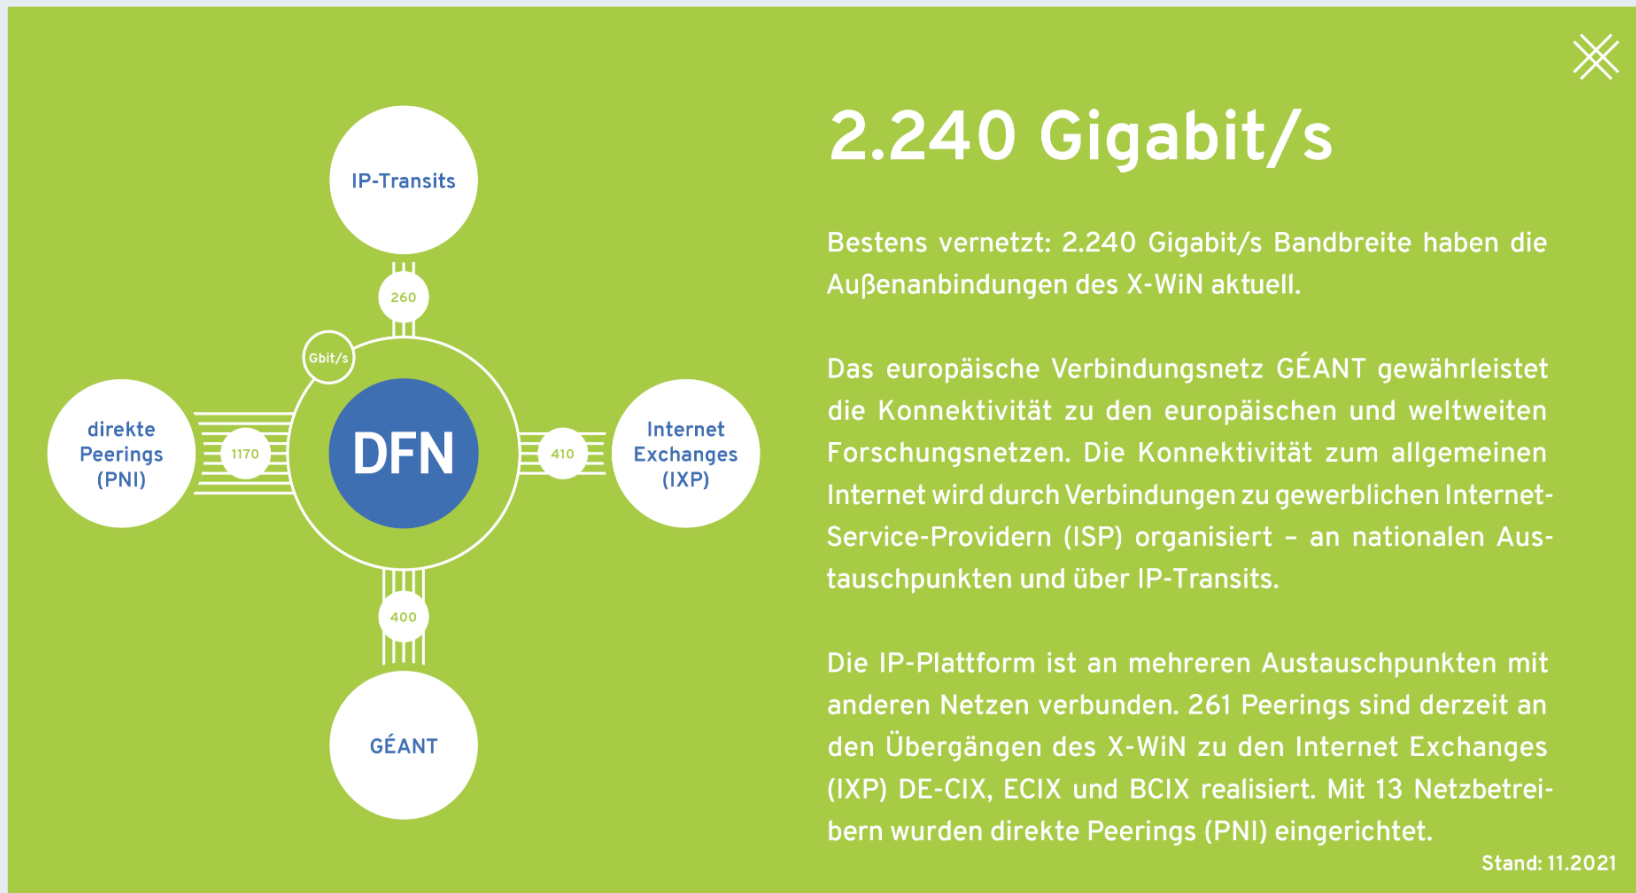 IP-Transits
260
Gbit/s
direkte
Peerings
(PNI)
1170
DFN
410
Internet
Exchanges
(IXP)
400
GÉANT
2.240 Gigabit/s
Bestens vernetzt: 2.240 Gigabit/s Bandbreite haben die
Außenanbindungen des X-WiN aktuell.
Das europäische Verbindungsnetz GÉANT gewährleistet
die Konnektivität zu den europäischen und weltweiten
Forschungsnetzen. Die Konnektivität zum allgemeinen
Internet wird durch Verbindungen zu gewerblichen Internet-
Service-Providern (ISP) organisiert – an nationalen Aus-
tauschpunkten und über IP-Transits.
Die IP-Plattform ist an mehreren Austauschpunkten mit
anderen Netzen verbunden. 261 Peerings sind derzeit an
den Übergängen des X-WiN zu den Internet Exchanges
(IXP) DE-CIX, ECIX und BCIX realisiert. Mit 13 Netzbetrei-
bern wurden direkte Peerings (PNI) eingerichtet.
Stand: 11.2021